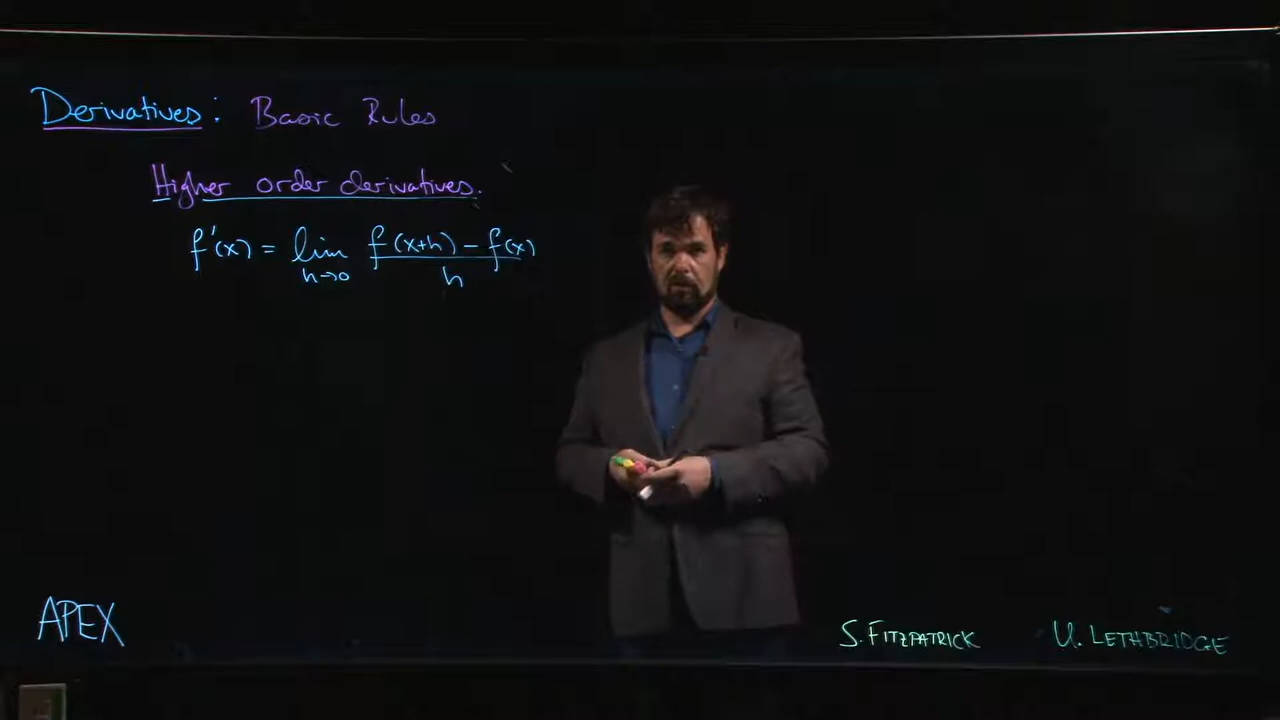 Derivatives: Basic Rules
Higher order derivatives.
f'(x) = lim h→0 f(x+h) - f(x) / h
APEX
S. FITZPATRICK
U. LETHBRIDGE